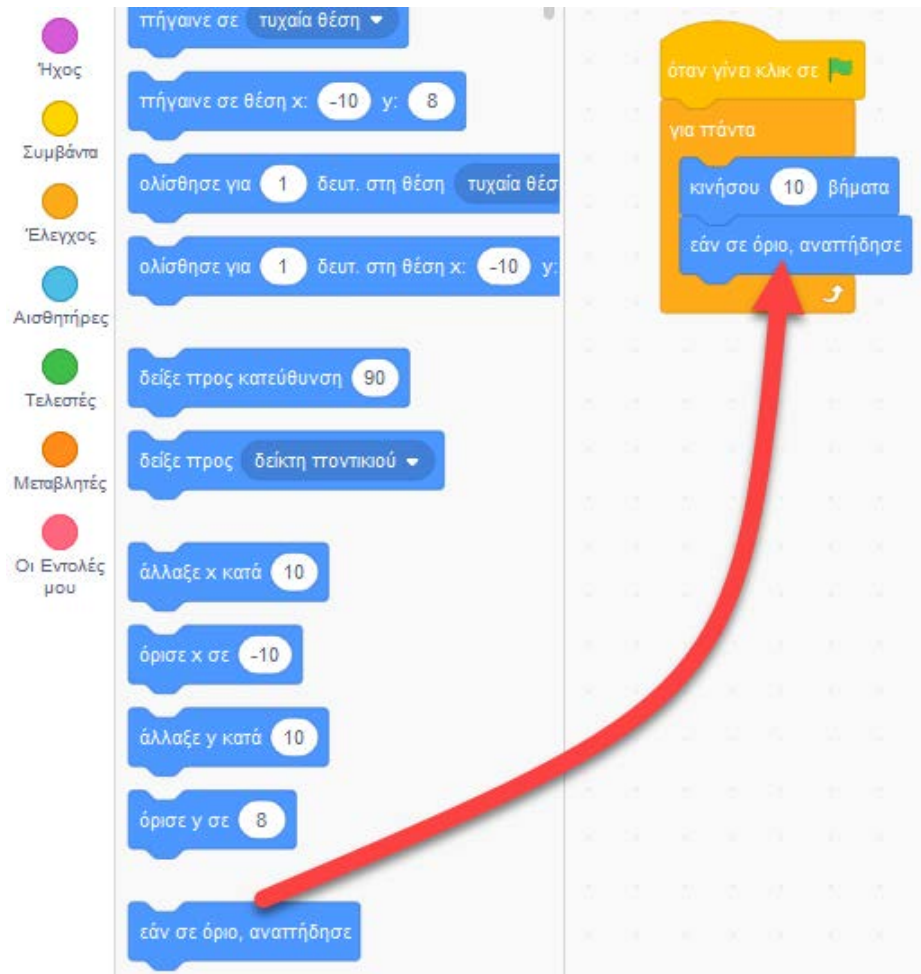 Ήχος
Συμβάντα
Έλεγχος
Αισθητήρες
Τελεστές
Μεταβλητές
Οι Εντολές
μου
πήγαινε σε τυχαία θέση
πήγαινε σε θέση x: -10 y: 8
ολίσθησε για 1 δευτ. στη θέση τυχαία θέσ
ολίσθησε για 1 δευτ. στη θέση x: -10 y:
δείξε προς κατεύθυνση 90
δείξε προς δείκτη ποντικιού
άλλαξε x κατά 10
όρισε x σε -10
άλλαξε y κατά 10
όρισε y σε 8
εάν σε όριο, αναπήδησε
όταν γίνει κλικ σε
για πάντα
κινήσου 10 βήματα
εάν σε όριο, αναπήδησε